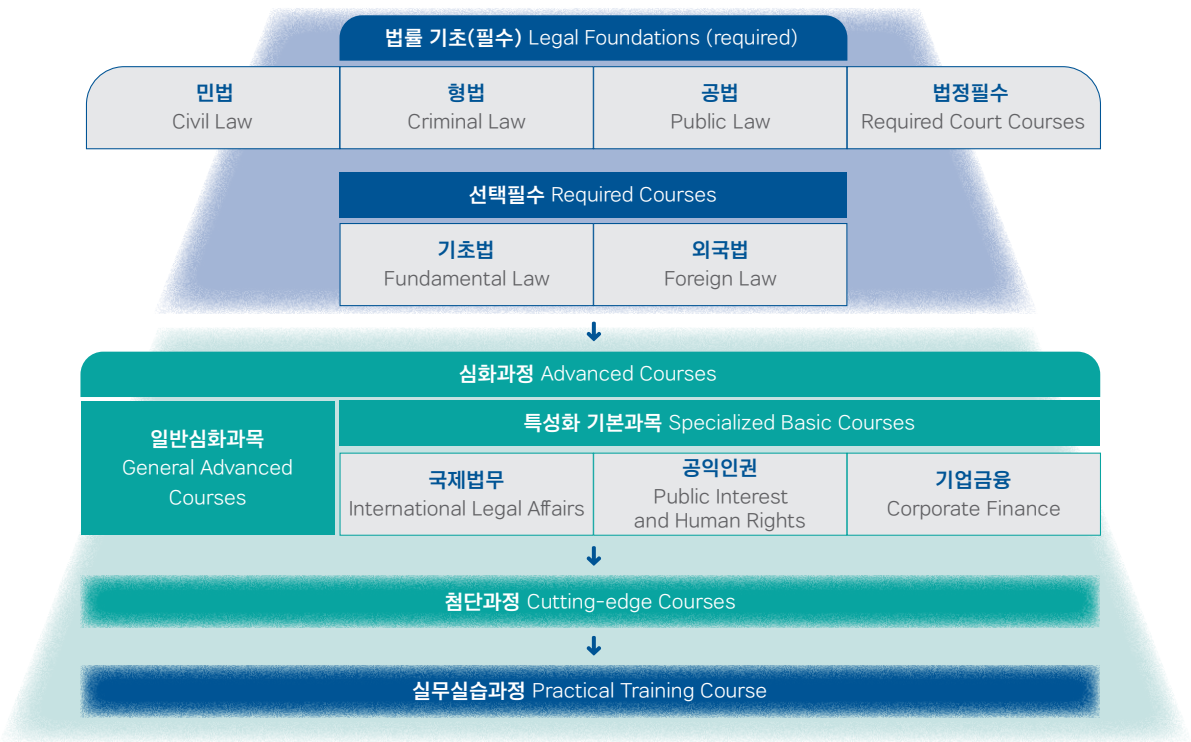 법률 기초(필수) Legal Foundations (required)
민법
Civil Law
형법
Criminal Law
공법
Public Law
법정필수
Required Court Courses
선택필수 Required Courses
기초법
Fundamental Law
외국법
Foreign Law
심화과정 Advanced Courses
일반심화과목
General Advanced
Courses
특성화 기본과목 Specialized Basic Courses
국제법무
International Legal Affairs
공익인권
Public Interest
and Human Rights
기업금융
Corporate Finance
첨단과정 Cutting-edge Courses
실무실습과정 Practical Training Course